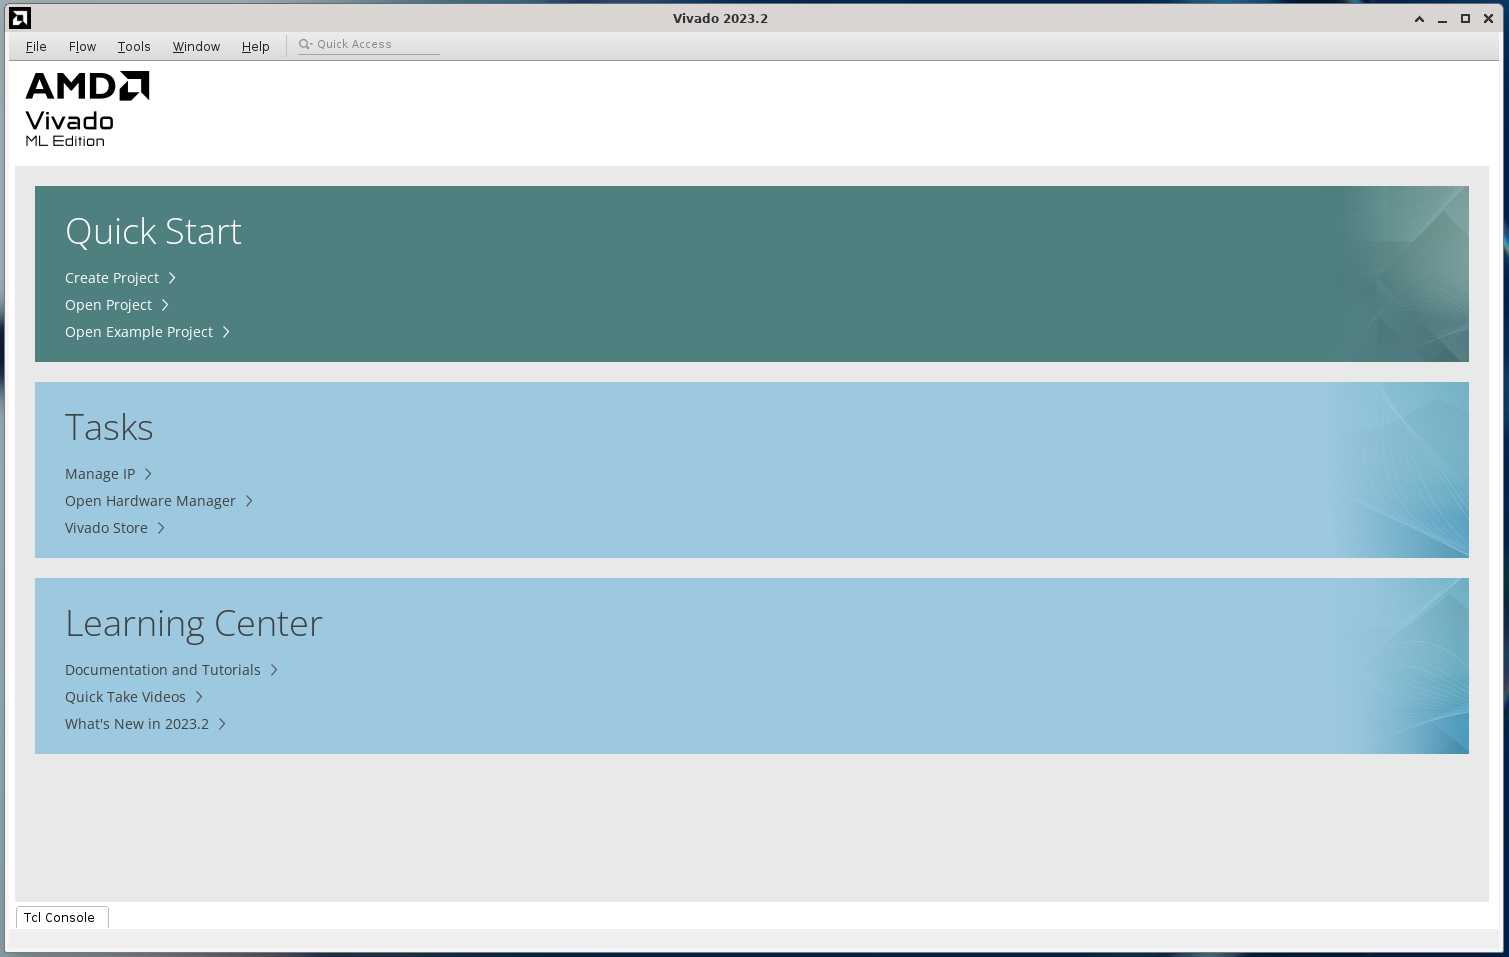 Vivado 2023.2
File Flow Tools Window Help Quick Access
AMD
Vivado
ML Edition
Quick Start
Create Project
Open Project
Open Example Project
Tasks
Manage IP
Open Hardware Manager
Vivado Store
Learning Center
Documentation and Tutorials
Quick Take Videos
What's New in 2023.2
Tcl Console